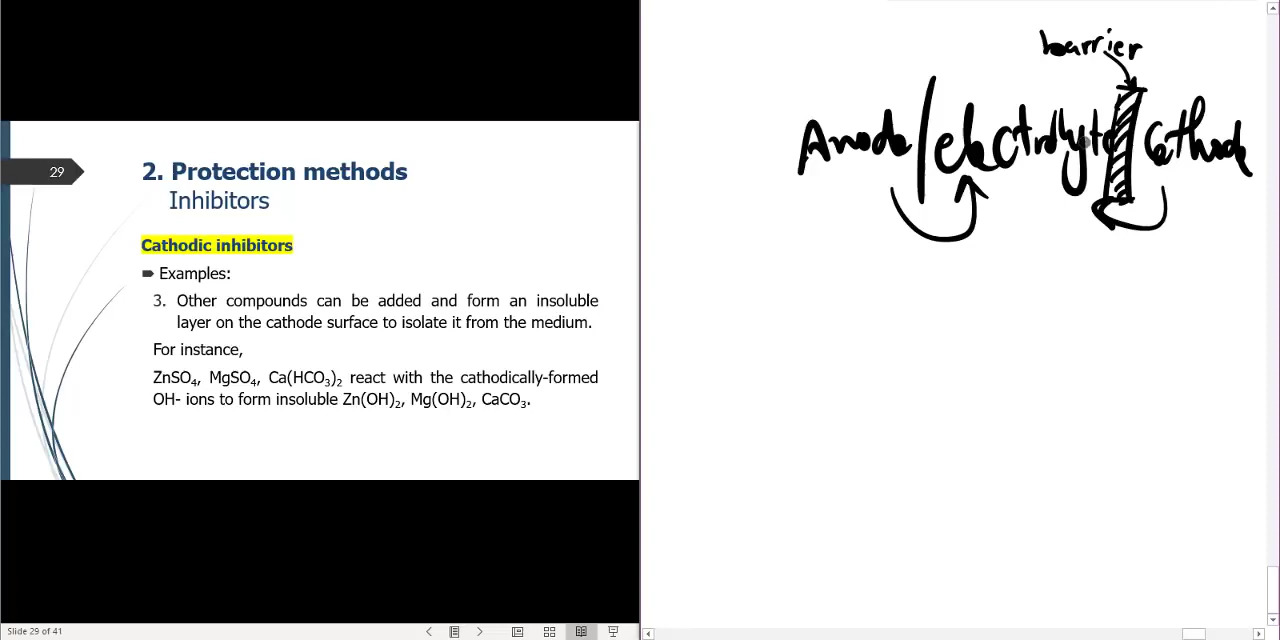 29
2. Protection methods
Inhibitors
Cathodic inhibitors
Examples:
3. Other compounds can be added and form an insoluble
layer on the cathode surface to isolate it from the medium.
For instance,
ZnSO4, MgSO4, Ca(HCO3)2 react with the cathodically-formed
OH- ions to form insoluble Zn(OH)2, Mg(OH)2, CaCO3.
Slide 29 of 41
barrier
Anode / electrolyte Cathode